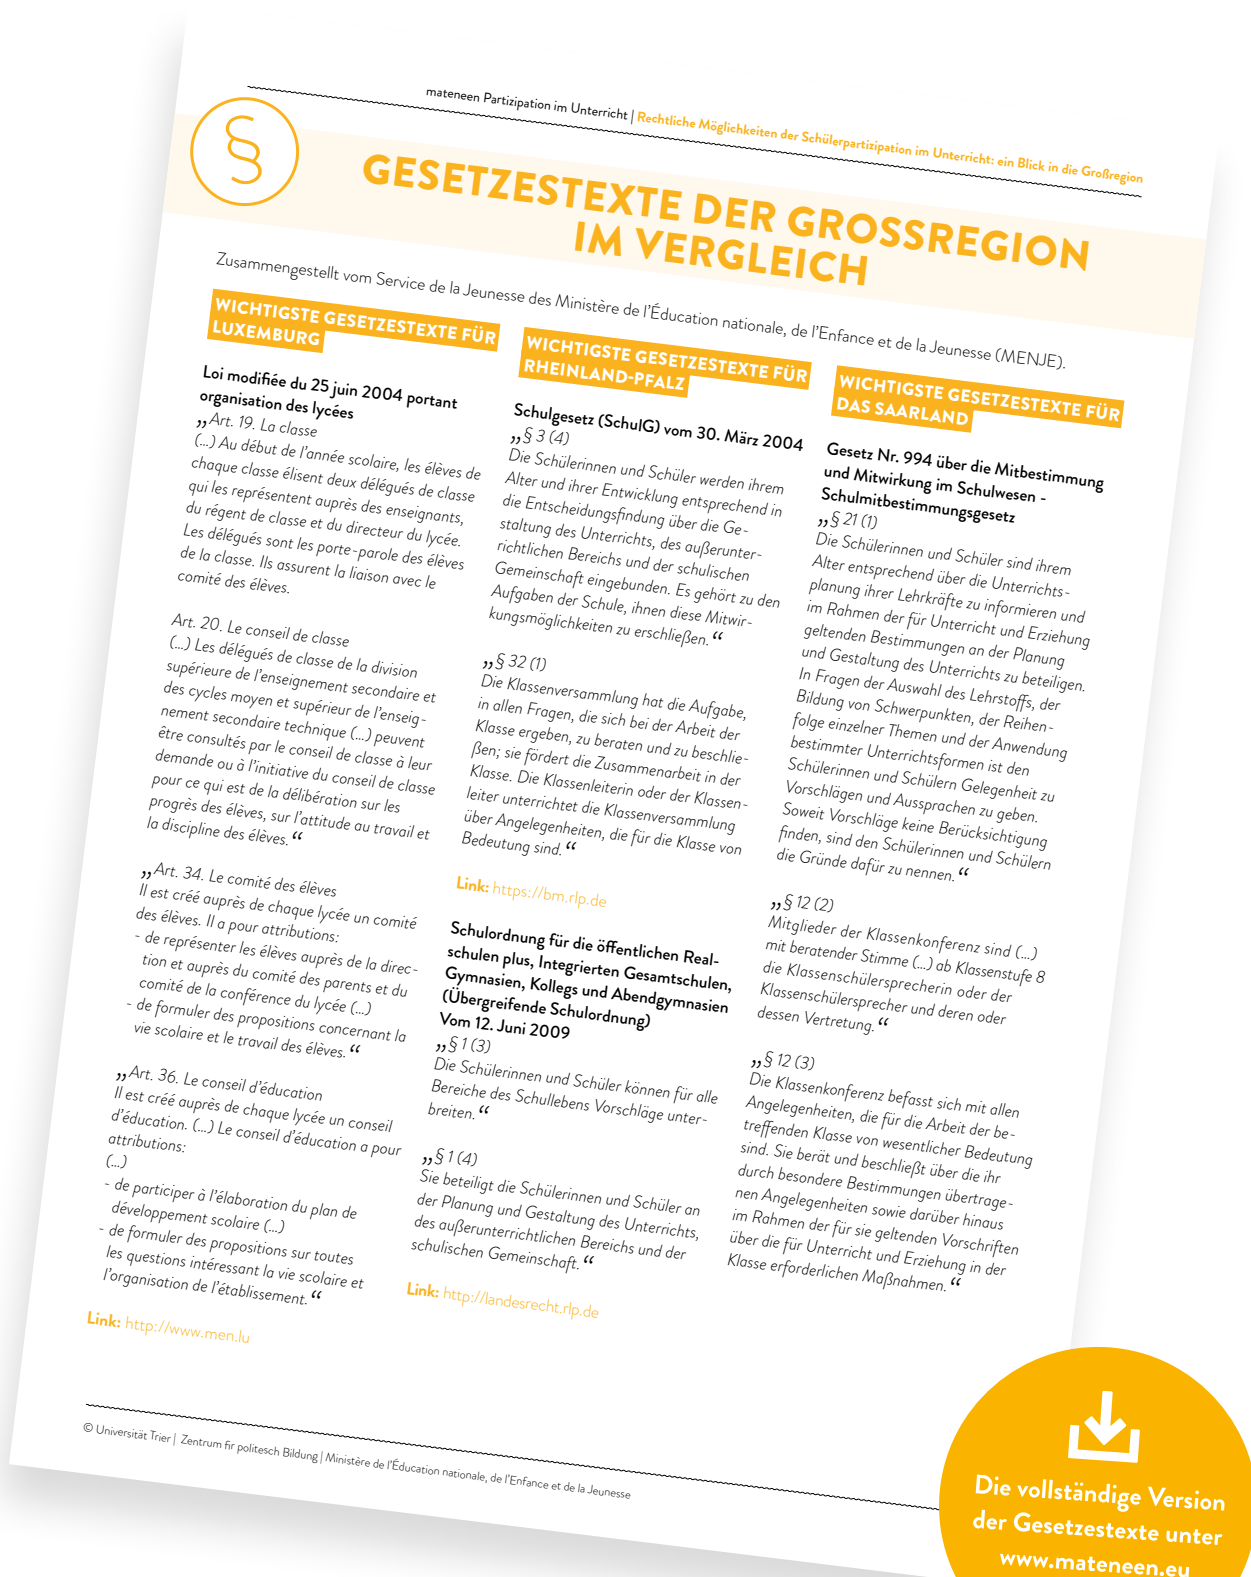 mateneen Partizipation im Unterricht | Rechtliche Möglichkeiten der Schülerpartizipation im Unterricht: ein Blick in die Großregion
§
GESETZESTEXTE DER GROSSREGION
IM VERGLEICH
Zusammengestellt vom Service de la Jeunesse des Ministère de l’Éducation nationale, de l’Enfance et de la Jeunesse (MENJE).
WICHTIGSTE GESETZESTEXTE FÜR
LUXEMBURG
Loi modifiée du 25 juin 2004 portant
organisation des lycées
„Art. 19. La classe
(...) Au début de l’année scolaire, les élèves de
chaque classe élisent deux délégués de classe
qui les représentent auprès des enseignants,
du régent de classe et du directeur du lycée.
Les délégués sont les porte-parole des élèves
de la classe. Ils assurent la liaison avec le
comité des élèves.
Art. 20. Le conseil de classe
(...) Les délégués de classe de la division
supérieure de l’enseignement secondaire et
des cycles moyen et supérieur de l’enseig-
nement secondaire technique (...) peuvent
être consultés par le conseil de classe à leur
demande ou à l’initiative du conseil de classe
pour ce qui est de la délibération sur les
progrès des élèves, sur l’attitude au travail et
la discipline des élèves.“
„Art. 34. Le comité des élèves
Il est créé auprès de chaque lycée un comité
des élèves. Il a pour attributions:
- de représenter les élèves auprès de la direc-
tion et auprès du comité des parents et du
comité de la conférence du lycée (...)
- de formuler des propositions concernant la
vie scolaire et le travail des élèves.“
„Art. 36. Le conseil d’éducation
Il est créé auprès de chaque lycée un conseil
d’éducation. (...) Le conseil d’éducation a pour
attributions:
(...)
- de participer à l’élaboration du plan de
développement scolaire (...)
- de formuler des propositions sur toutes
les questions intéressant la vie scolaire et
l’organisation de l’établissement.“
Link: http://www.men.lu
WICHTIGSTE GESETZESTEXTE FÜR
RHEINLAND-PFALZ
Schulgesetz (SchulG) vom 30. März 2004
„§ 3 (4)
Die Schülerinnen und Schüler werden ihrem
Alter und ihrer Entwicklung entsprechend in
die Entscheidungsfindung über die Ge-
staltung des Unterrichts, des außerunter-
richtlichen Bereichs und der schulischen
Gemeinschaft eingebunden. Es gehört zu den
Aufgaben der Schule, ihnen diese Mitwir-
kungsmöglichkeiten zu erschließen.“
„§ 32 (1)
Die Klassenversammlung hat die Aufgabe,
in allen Fragen, die sich bei der Arbeit der
Klasse ergeben, zu beraten und zu beschlie-
ßen; sie fördert die Zusammenarbeit in der
Klasse. Die Klassenleiterin oder der Klassen-
leiter unterrichtet die Klassenversammlung
über Angelegenheiten, die für die Klasse von
Bedeutung sind.“
Link: https://bm.rlp.de
Schulordnung für die öffentlichen Real-
schulen plus, Integrierten Gesamtschulen,
Gymnasien, Kollegs und Abendgymnasien
(Übergreifende Schulordnung)
Vom 12. Juni 2009
„§ 1 (3)
Die Schülerinnen und Schüler können für alle
Bereiche des Schullebens Vorschläge unter-
breiten.“
„§ 1 (4)
Sie beteiligt die Schülerinnen und Schüler an
der Planung und Gestaltung des Unterrichts,
des außerunterrichtlichen Bereichs und der
schulischen Gemeinschaft.“
Link: http://landesrecht.rlp.de
WICHTIGSTE GESETZESTEXTE FÜR
DAS SAARLAND
Gesetz Nr. 994 über die Mitbestimmung
und Mitwirkung im Schulwesen -
Schulmitbestimmungsgesetz
„§ 21 (1)
Die Schülerinnen und Schüler sind ihrem
Alter entsprechend über die Unterrichts-
planung ihrer Lehrkräfte zu informieren und
im Rahmen der für Unterricht und Erziehung
geltenden Bestimmungen an der Planung
und Gestaltung des Unterrichts zu beteiligen.
In Fragen der Auswahl des Lehrstoffs, der
Bildung von Schwerpunkten, der Reihen-
folge einzelner Themen und der Anwendung
bestimmter Unterrichtsformen ist den
Schülerinnen und Schülern Gelegenheit zu
Vorschlägen und Aussprachen zu geben.
Soweit Vorschläge keine Berücksichtigung
finden, sind den Schülerinnen und Schülern
die Gründe dafür zu nennen.“
„§ 12 (2)
Mitglieder der Klassenkonferenz sind (...)
mit beratender Stimme (...) ab Klassenstufe 8
die Klassenschülersprecherin oder der
Klassenschülersprecher und deren oder
dessen Vertretung.“
„§ 12 (3)
Die Klassenkonferenz befasst sich mit allen
Angelegenheiten, die für die Arbeit der be-
treffenden Klasse von wesentlicher Bedeutung
sind. Sie berät und beschließt über die ihr
durch besondere Bestimmungen übertrage-
nen Angelegenheiten sowie darüber hinaus
im Rahmen der für sie geltenden Vorschriften
über die für Unterricht und Erziehung in der
Klasse erforderlichen Maßnahmen.“
© Universität Trier | Zentrum fir politesch Bildung | Ministère de l’Éducation nationale, de l’Enfance et de la Jeunesse
Die vollständige Version
der Gesetzestexte unter
www.mateneen.eu